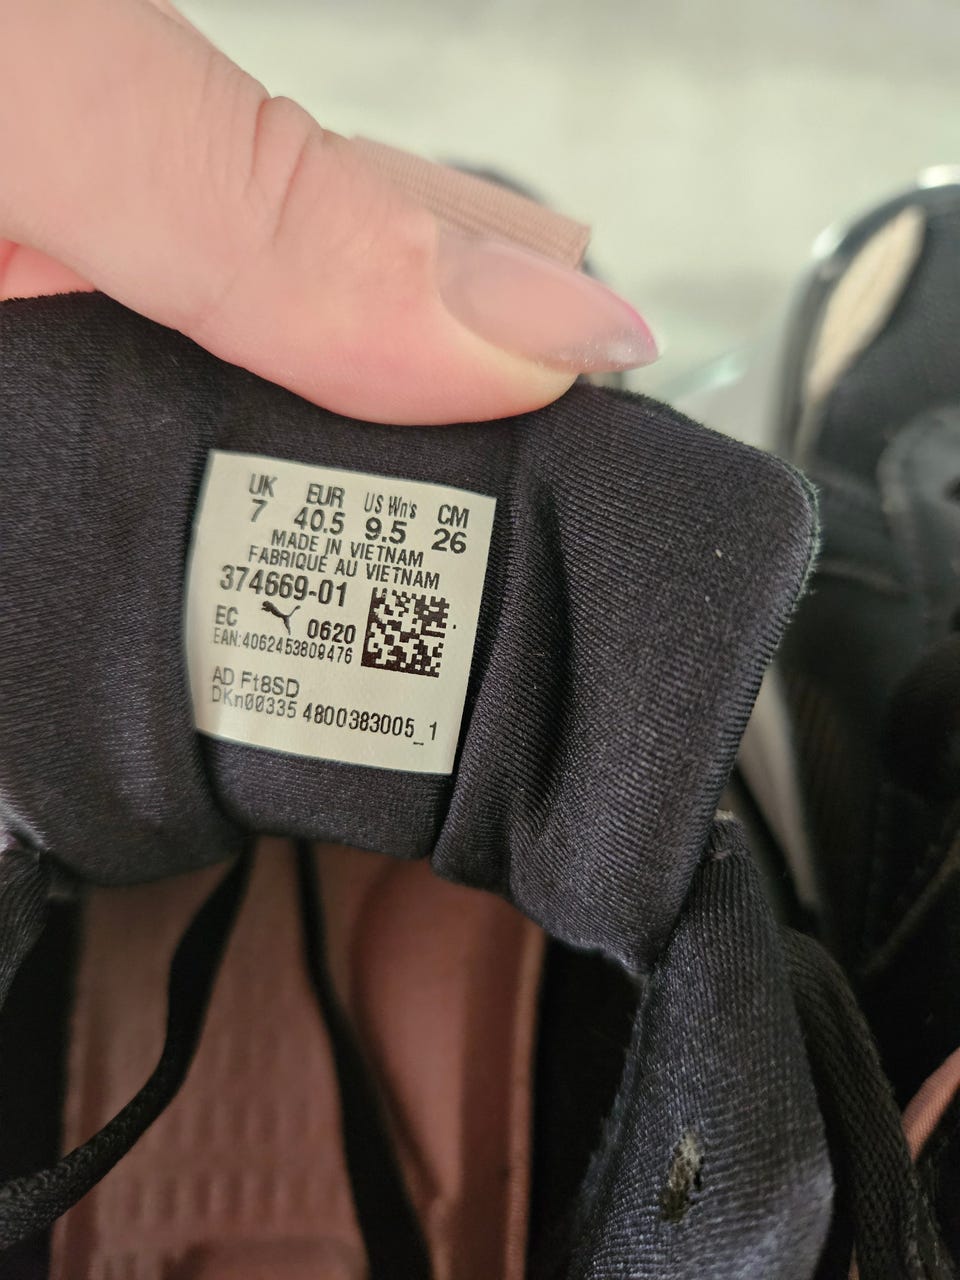 UK EUR US Wn's CM
7 40.5 9.5 26
MADE IN VIETNAM
FABRIQUÉ AU VIETNAM
374669-01
EC 0620
EAN:4062453809476
AD Ft8SD
DKn00335 4800383005_1